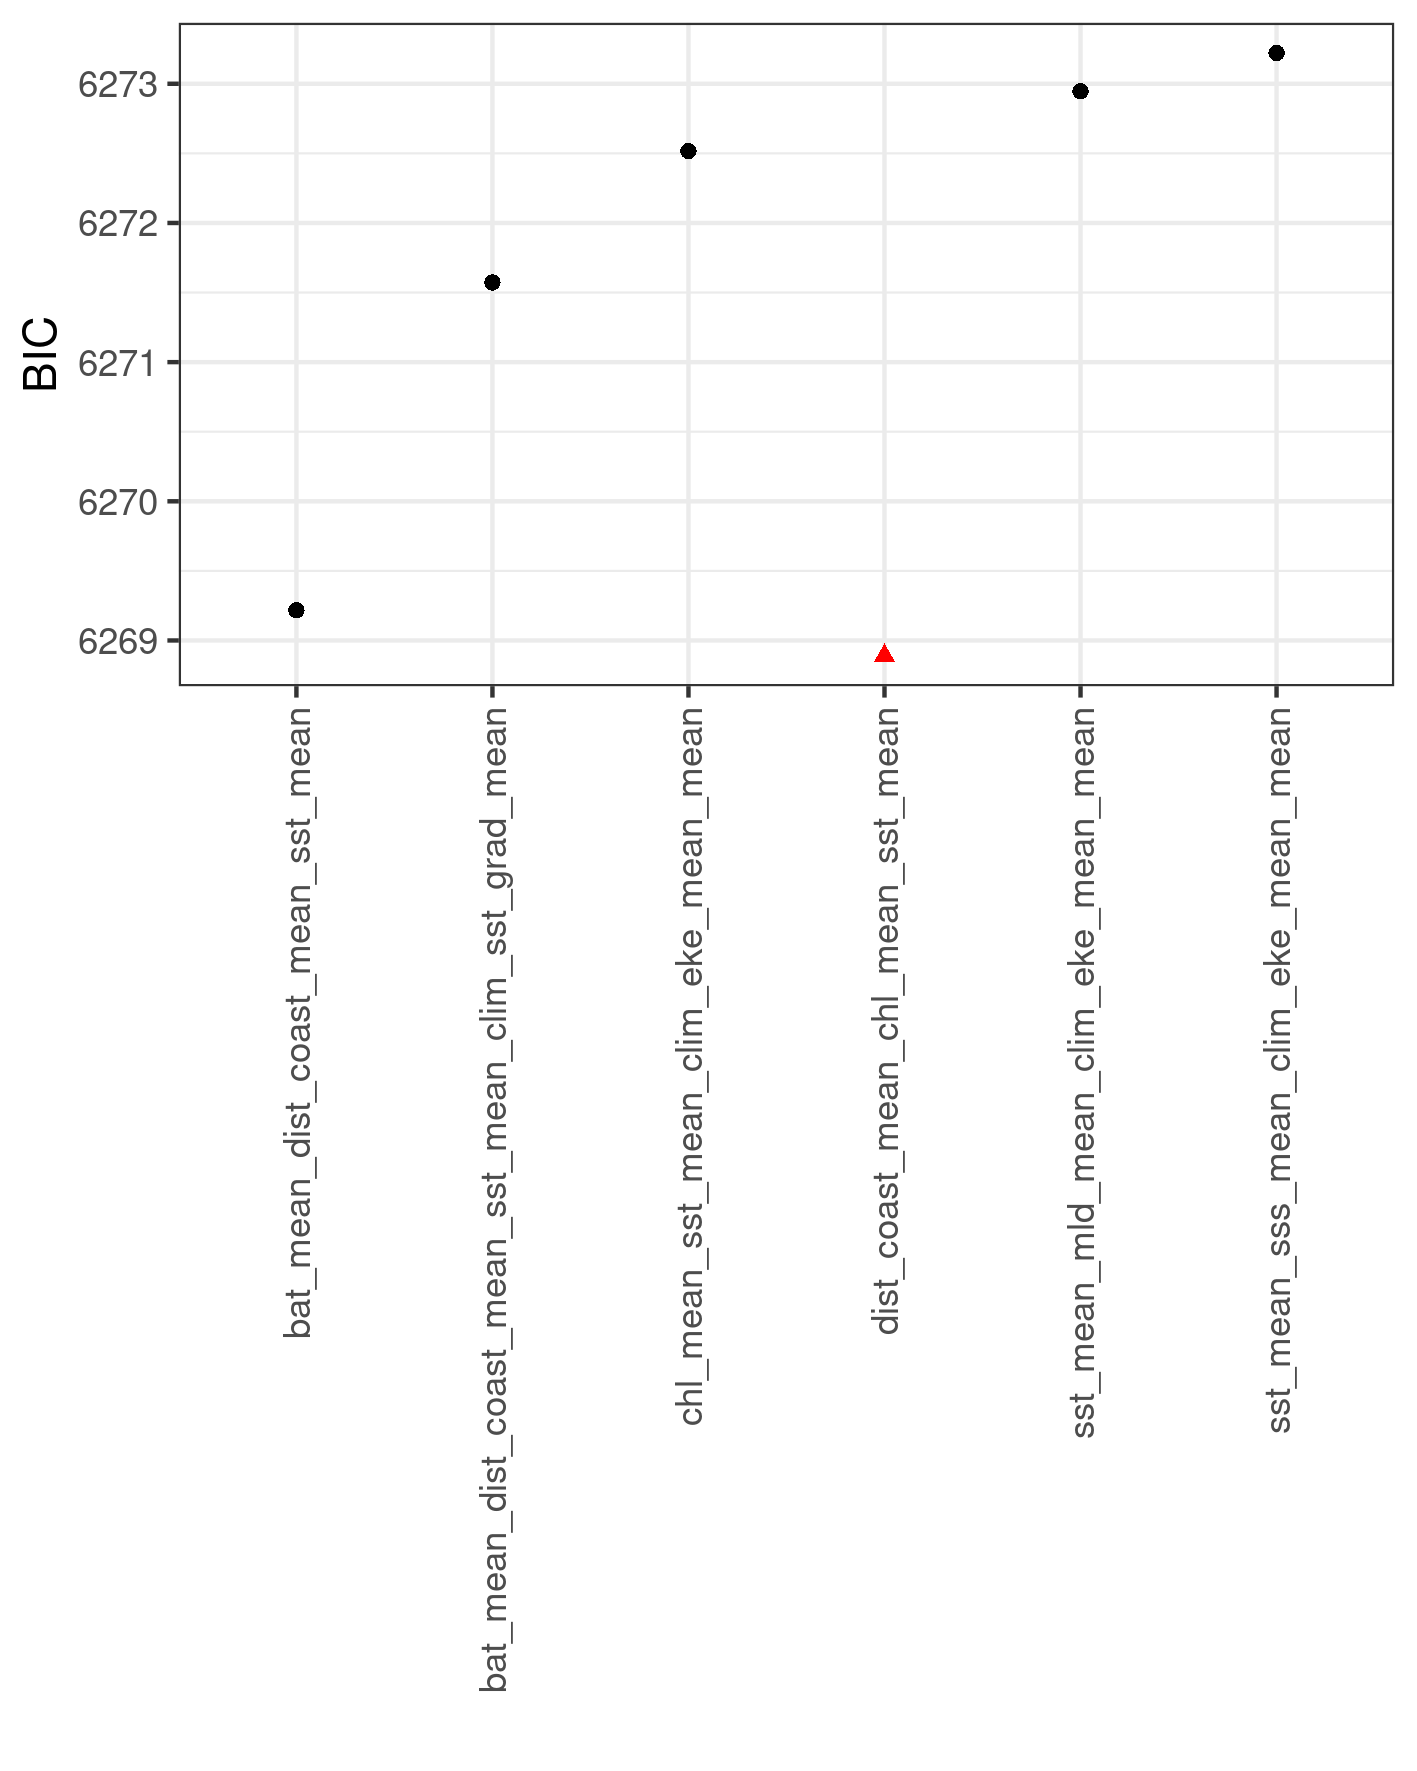 BIC
6273
6272
6271
6270
6269
bat_mean_dist_coast_mean_sst_mean
bat_mean_dist_coast_mean_sst_mean_clim_sst_grad_mean
chl_mean_sst_mean_clim_eke_mean_mean
dist_coast_mean_chl_mean_sst_mean
sst_mean_mld_mean_clim_eke_mean_mean
sst_mean_sss_mean_clim_eke_mean_mean